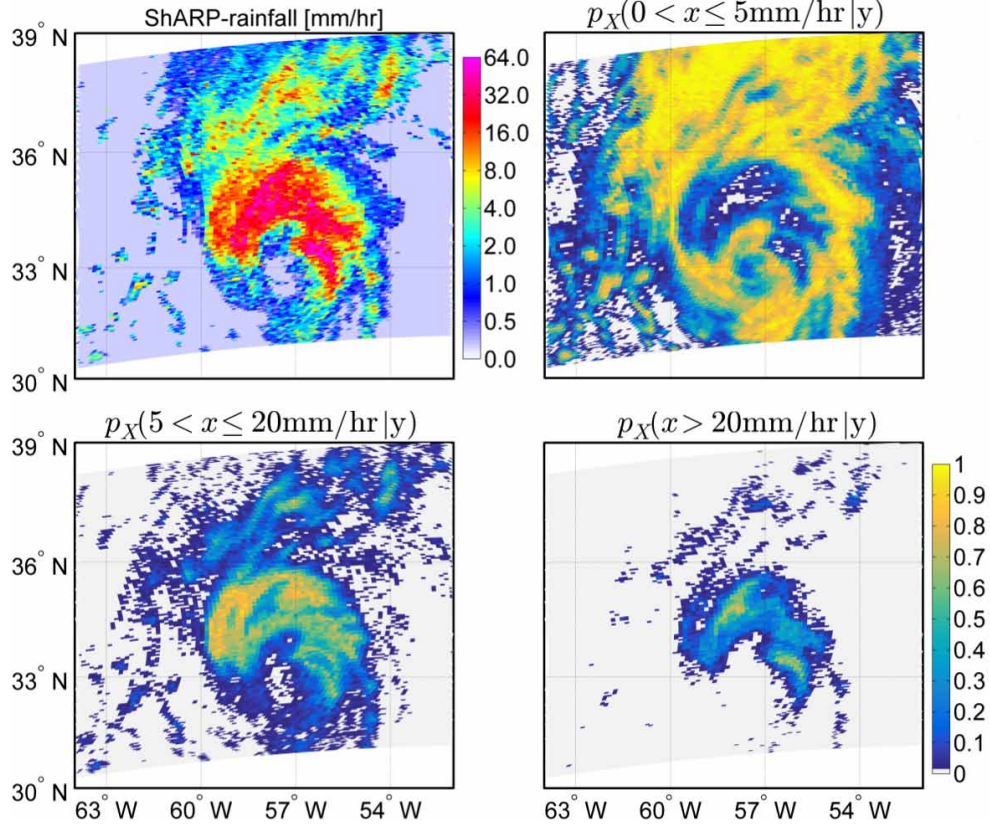 ShARP-rainfall [mm/hr]
p_X(0 < x ≤ 5mm/hr|y)
39° N
36° N
33° N
30° N
64.0
32.0
16.0
8.0
4.0
2.0
1.0
0.5
0.0
p_X(5 < x ≤ 20mm/hr|y)
p_X(x > 20mm/hr|y)
39° N
36° N
33° N
30° N
63° W 60° W 57° W 54° W
63° W 60° W 57° W 54° W
1
0.9
0.8
0.7
0.6
0.5
0.4
0.3
0.2
0.1
0